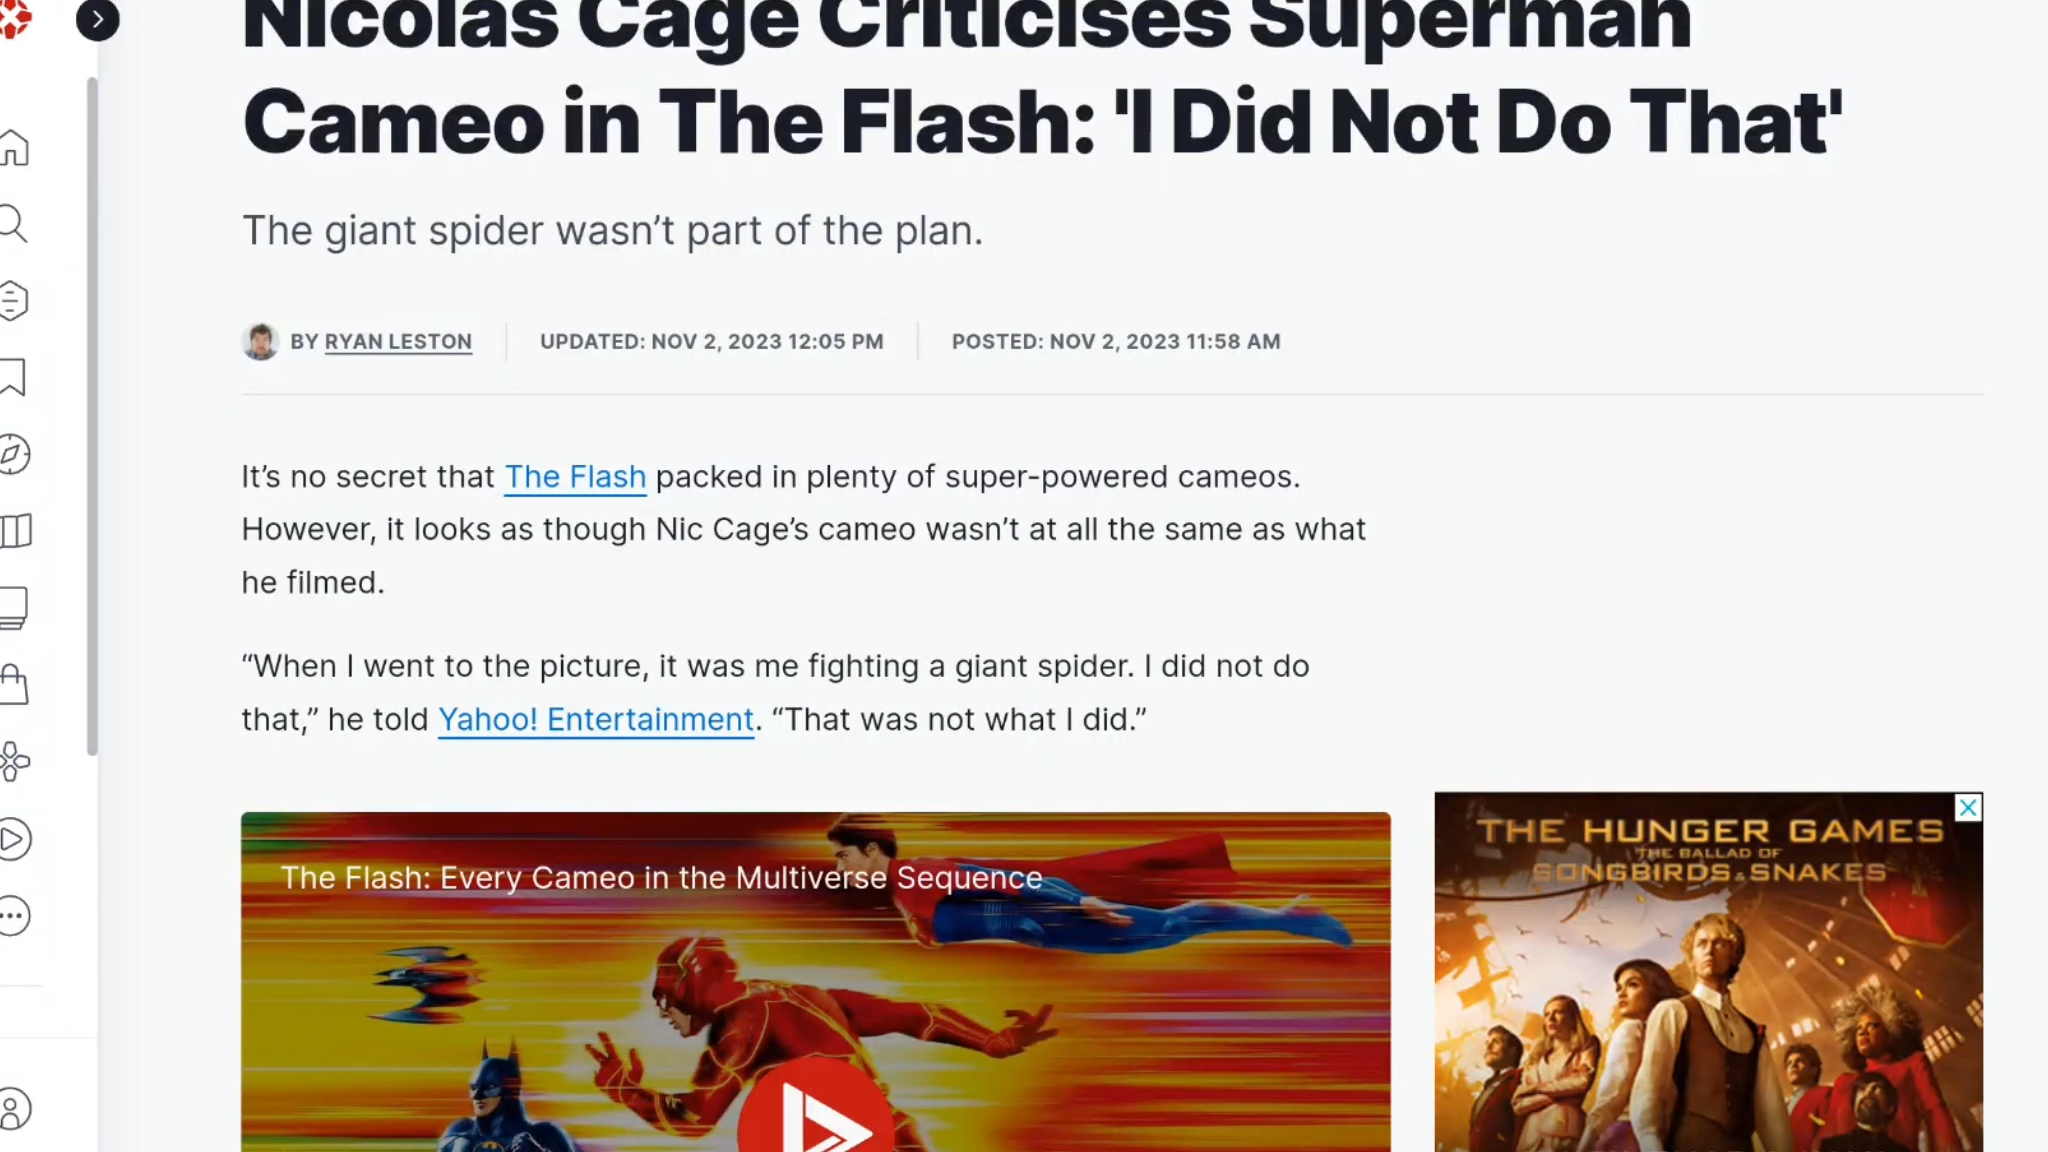 Nicolas Cage Criticises Superman
Cameo in The Flash: 'I Did Not Do That'
The giant spider wasn’t part of the plan.
BY RYAN LESTON
UPDATED: NOV 2, 2023 12:05 PM
POSTED: NOV 2, 2023 11:58 AM
It’s no secret that The Flash packed in plenty of super-powered cameos.
However, it looks as though Nic Cage’s cameo wasn’t at all the same as what
he filmed.
“When I went to the picture, it was me fighting a giant spider. I did not do
that,” he told Yahoo! Entertainment. “That was not what I did.”
The Flash: Every Cameo in the Multiverse Sequence
THE HUNGER GAMES
THE BALLAD OF
SONGBIRDS & SNAKES